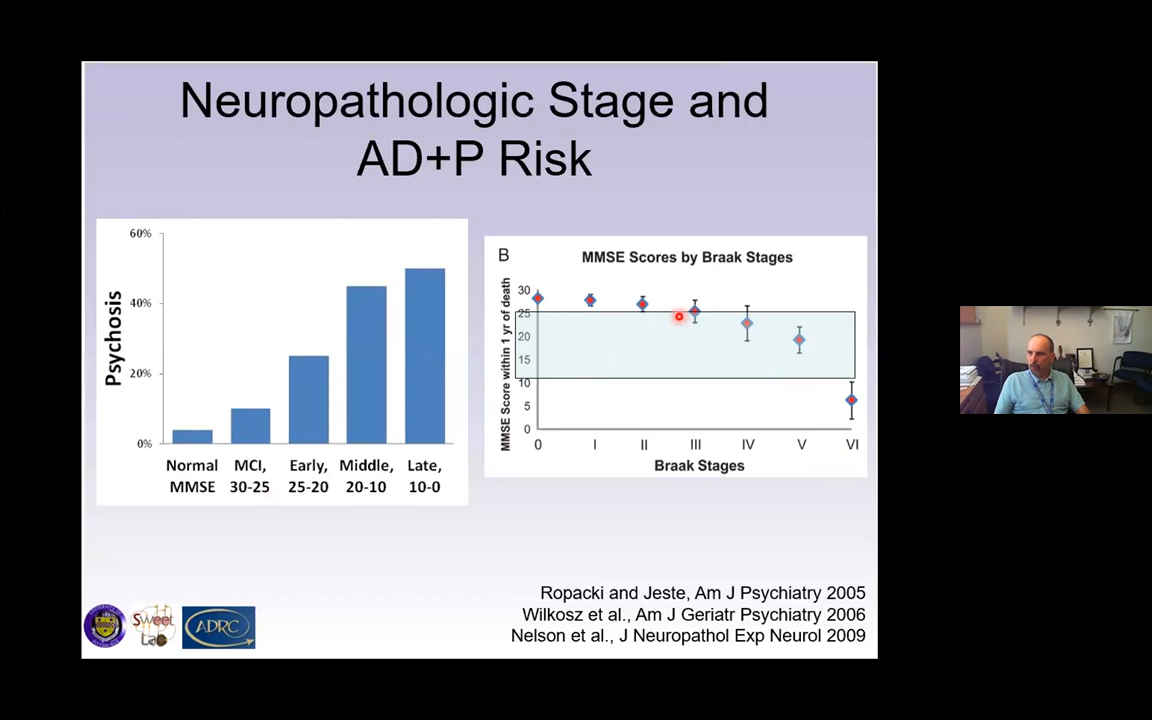 Neuropathologic Stage and
AD+P Risk
60%
40%
20%
0%
Psychosis
Normal MMSE
MCI, 30-25
Early, 25-20
Middle, 20-10
Late, 10-0
B
MMSE Scores by Braak Stages
MMSE Score within 1 yr of death
30
25
20
15
10
5
0
0 I II III IV V VI
Braak Stages
Ropacki and Jeste, Am J Psychiatry 2005
Wilkosz et al., Am J Geriatr Psychiatry 2006
Nelson et al., J Neuropathol Exp Neurol 2009
Sweet
Lab
ADRC